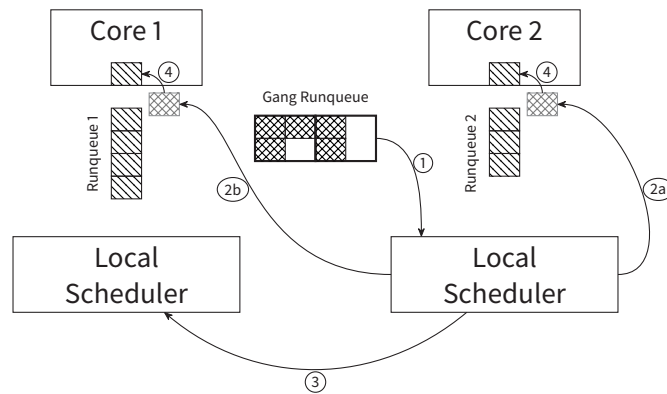 Core 1
Core 2
4
4
Gang Runqueue
Runqueue 1
Runqueue 2
1
2b
2a
Local
Scheduler
Local
Scheduler
3